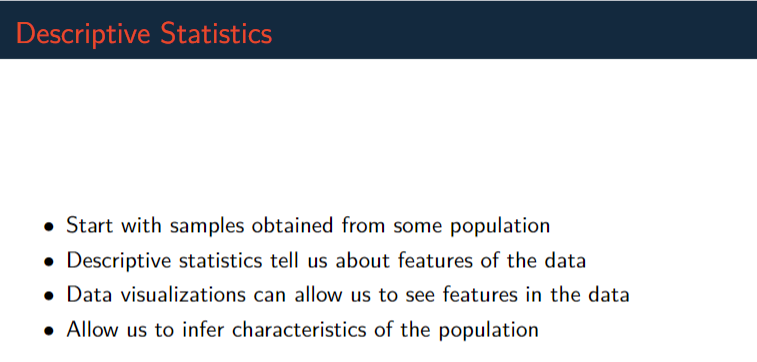 Descriptive Statistics
• Start with samples obtained from some population
• Descriptive statistics tell us about features of the data
• Data visualizations can allow us to see features in the data
• Allow us to infer characteristics of the population